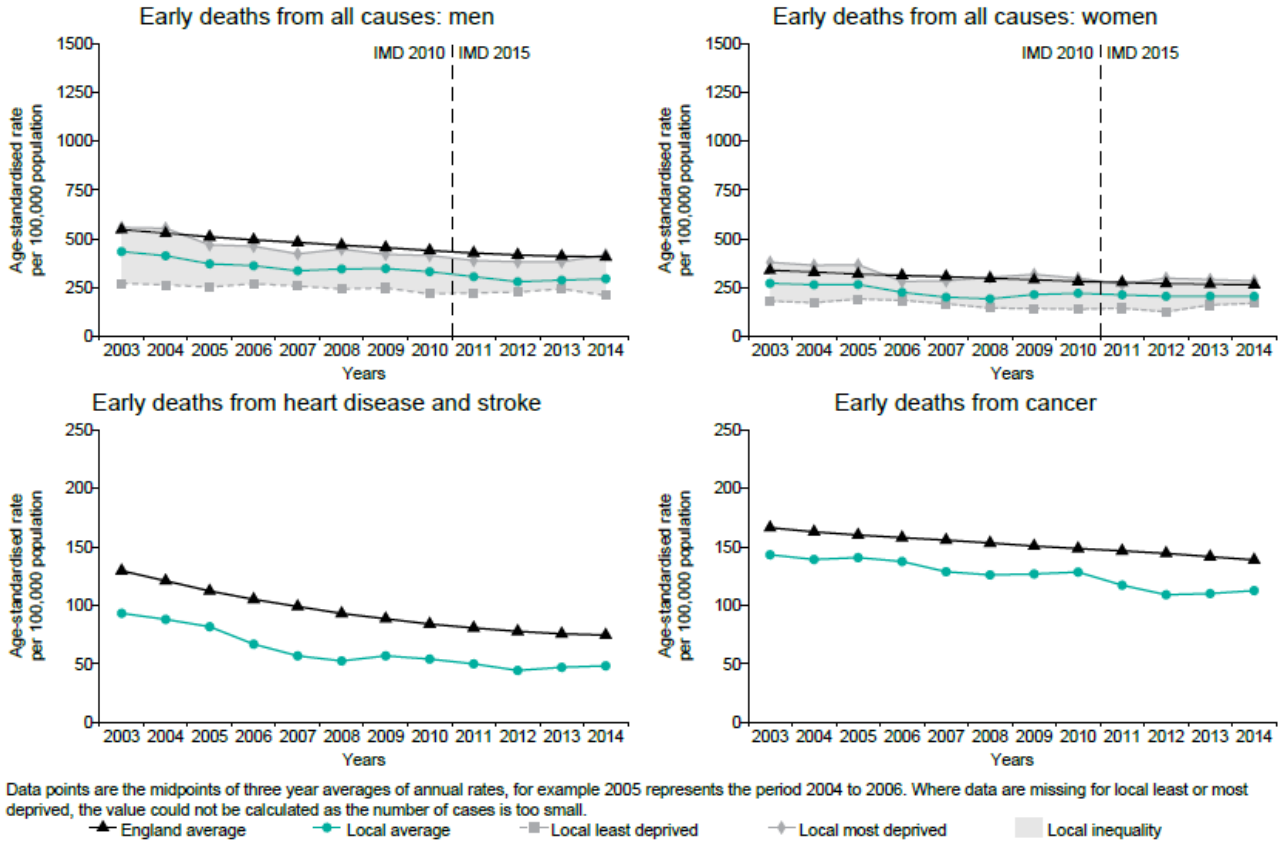 Early deaths from all causes: men
Age-standardised rate
per 100,000 population
1500
1250
1000
750
500
250
0
IMD 2010
IMD 2015
2003 2004 2005 2006 2007 2008 2009 2010 2011 2012 2013 2014
Years
Early deaths from all causes: women
Age-standardised rate
per 100,000 population
1500
1250
1000
750
500
250
0
IMD 2010
IMD 2015
2003 2004 2005 2006 2007 2008 2009 2010 2011 2012 2013 2014
Years
Early deaths from heart disease and stroke
Age-standardised rate
per 100,000 population
250
200
150
100
50
0
2003 2004 2005 2006 2007 2008 2009 2010 2011 2012 2013 2014
Years
Early deaths from cancer
Age-standardised rate
per 100,000 population
250
200
150
100
50
0
2003 2004 2005 2006 2007 2008 2009 2010 2011 2012 2013 2014
Years
Data points are the midpoints of three year averages of annual rates, for example 2005 represents the period 2004 to 2006. Where data are missing for local least or most
deprived, the value could not be calculated as the number of cases is too small.
England average
Local average
Local least deprived
Local most deprived
Local inequality